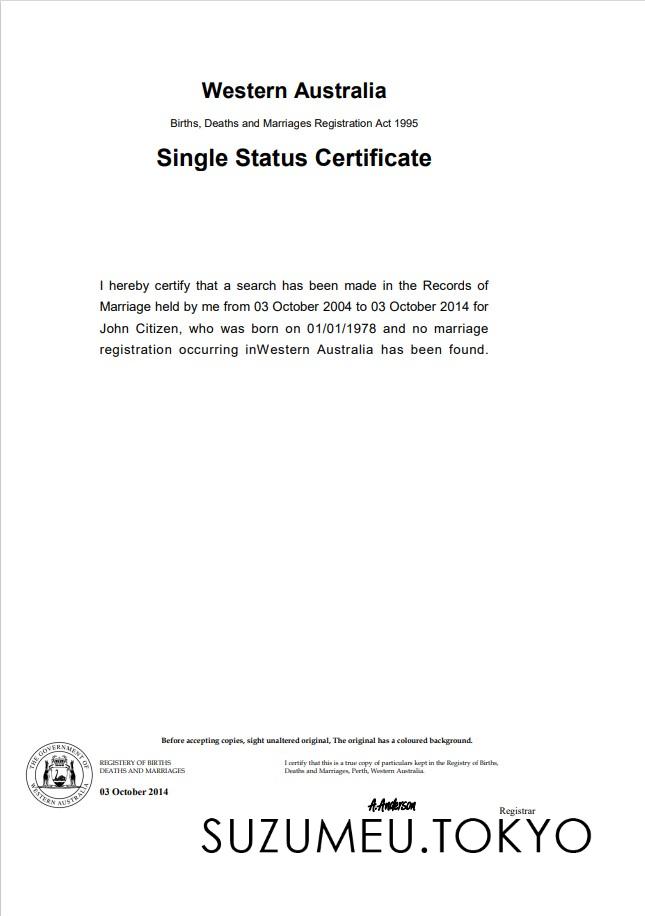 Western Australia
Births, Deaths and Marriages Registration Act 1995
Single Status Certificate
I hereby certify that a search has been made in the Records of
Marriage held by me from 03 October 2004 to 03 October 2014 for
John Citizen, who was born on 01/01/1978 and no marriage
registration occurring inWestern Australia has been found.
Before accepting copies, sight unaltered original, The original has a coloured background.
THE GOVERNMENT OF
WESTERN AUSTRALIA
REGISTERY OF BIRTHS
DEATHS AND MARRIAGES
03 October 2014
I certify that this is a true copy of particulars kept in the Registry of Births,
Deaths and Marriages, Perth, Western Australia.
A.Anderson
Registrar
SUZUMEU.TOKYO